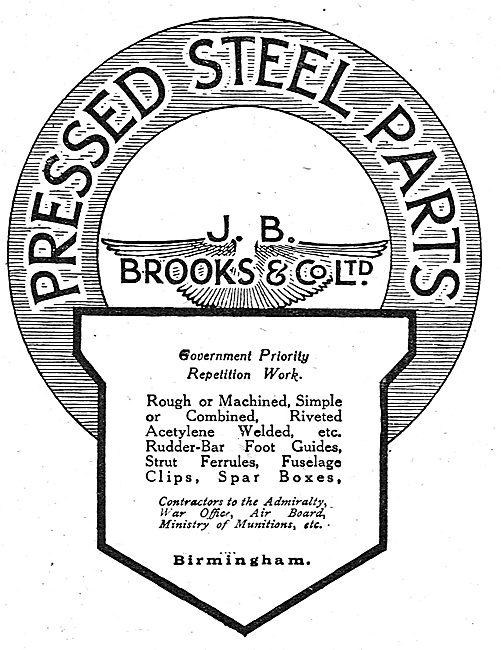 PRESSED STEEL PARTS
J. B.
BROOKS & Co LTD.
Government Priority
Repetition Work.
Rough or Machined, Simple
or Combined, Riveted
Acetylene Welded, etc.
Rudder-Bar Foot Guides,
Strut Ferrules, Fuselage
Clips, Spar Boxes,
Contractors to the Admiralty,
War Office, Air Board,
Ministry of Munitions, etc.
Birmingham.